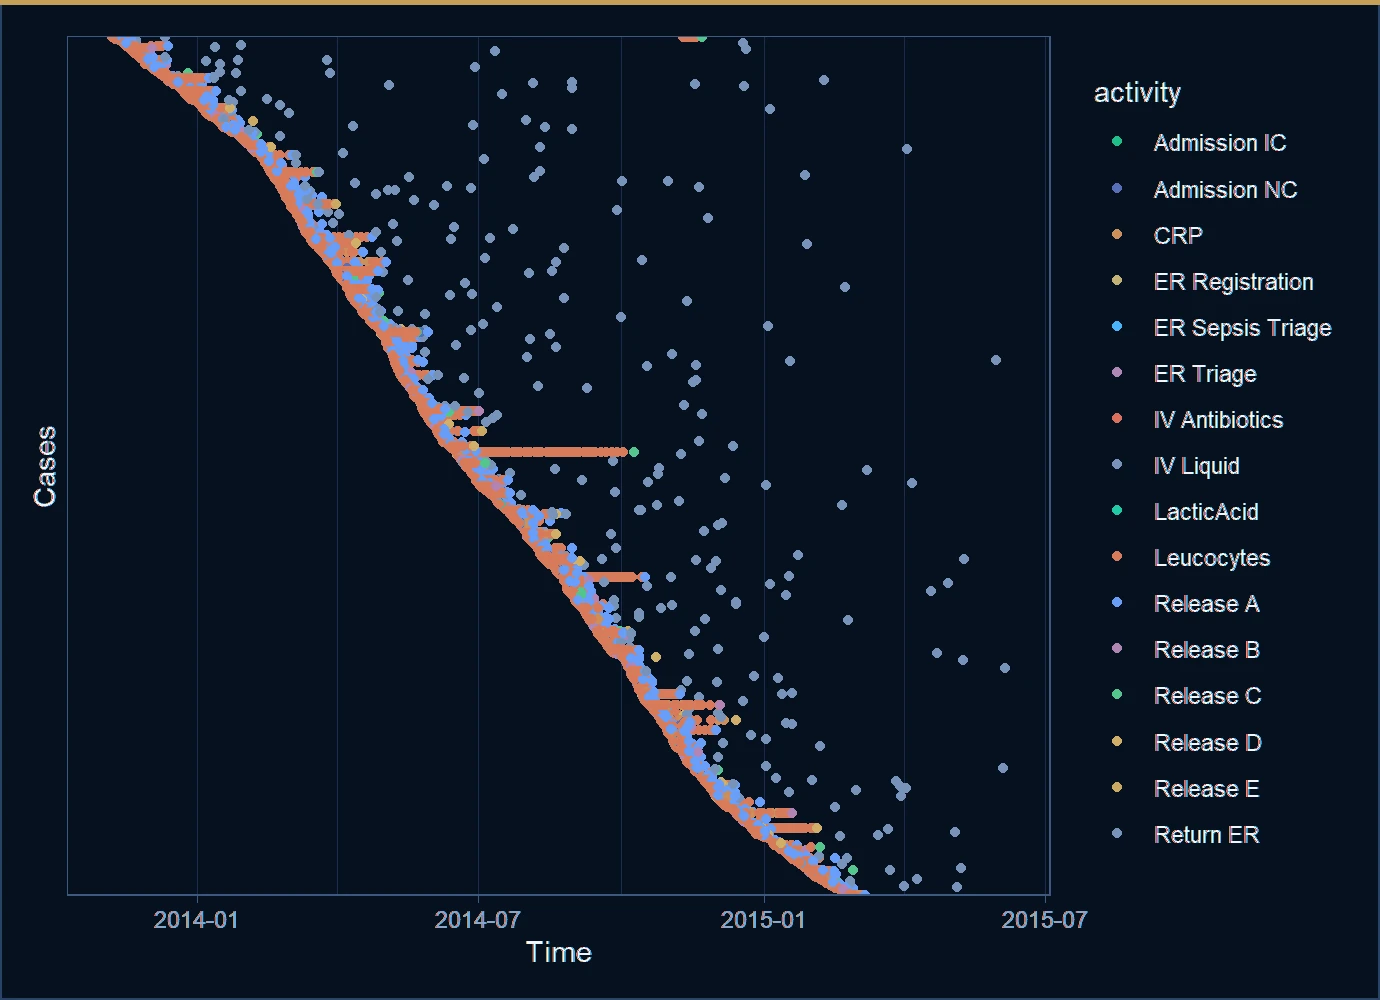 activity
Admission IC
Admission NC
CRP
ER Registration
ER Sepsis Triage
ER Triage
IV Antibiotics
IV Liquid
LacticAcid
Leucocytes
Release A
Release B
Release C
Release D
Release E
Return ER
Cases
2014-01
2014-07
2015-01
2015-07
Time